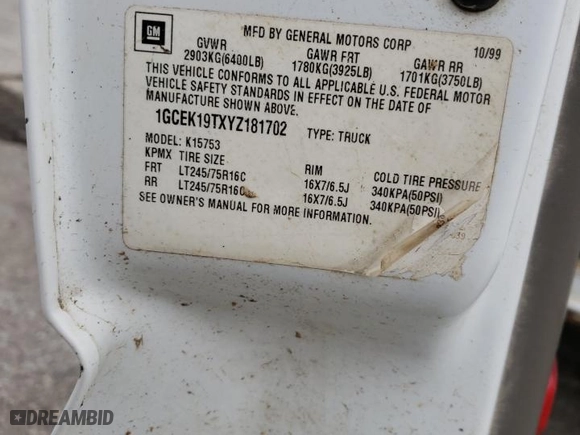 GM
MFD BY GENERAL MOTORS CORP 10/99
GVWR GAWR FRT GAWR RR
2903KG(6400LB) 1780KG(3925LB) 1701KG(3750LB)
THIS VEHICLE CONFORMS TO ALL APPLICABLE U.S. FEDERAL MOTOR
VEHICLE SAFETY STANDARDS IN EFFECT ON THE DATE OF
MANUFACTURE SHOWN ABOVE.
1GCEK19TXYZ181702 TYPE: TRUCK
MODEL: K15753
KPMX TIRE SIZE RIM COLD TIRE PRESSURE
FRT LT245/75R16C 16X7/6.5J 340KPA(50PSI)
RR LT245/75R16C 16X7/6.5J 340KPA(50PSI)
SEE OWNER'S MANUAL FOR MORE INFORMATION.
DREAMBID